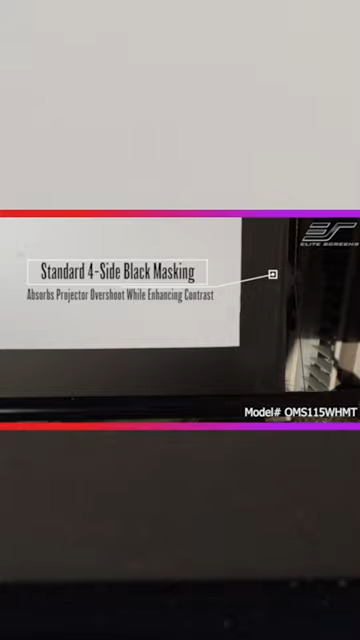 ELITE SCREENS
Standard 4-Side Black Masking
Absorbs Projector Overshoot While Enhancing Contrast
Model# OMS115WHMT